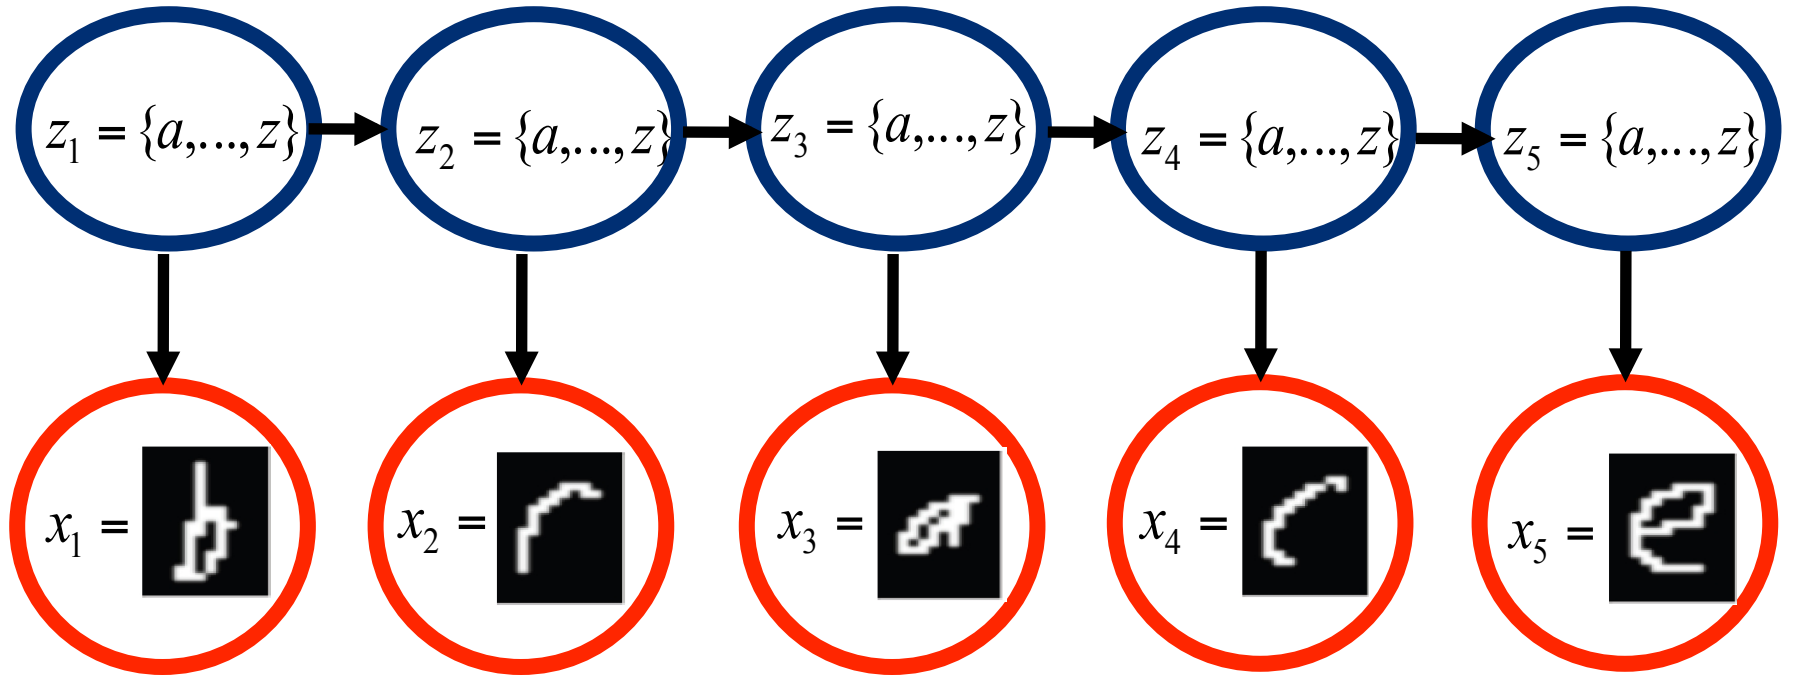 z₁ = {a,...,z} z₂ = {a,...,z} z₃ = {a,...,z} z₄ = {a,...,z} z₅ = {a,...,z}
x₁ = b x₂ = r x₃ = a x₄ = c x₅ = e